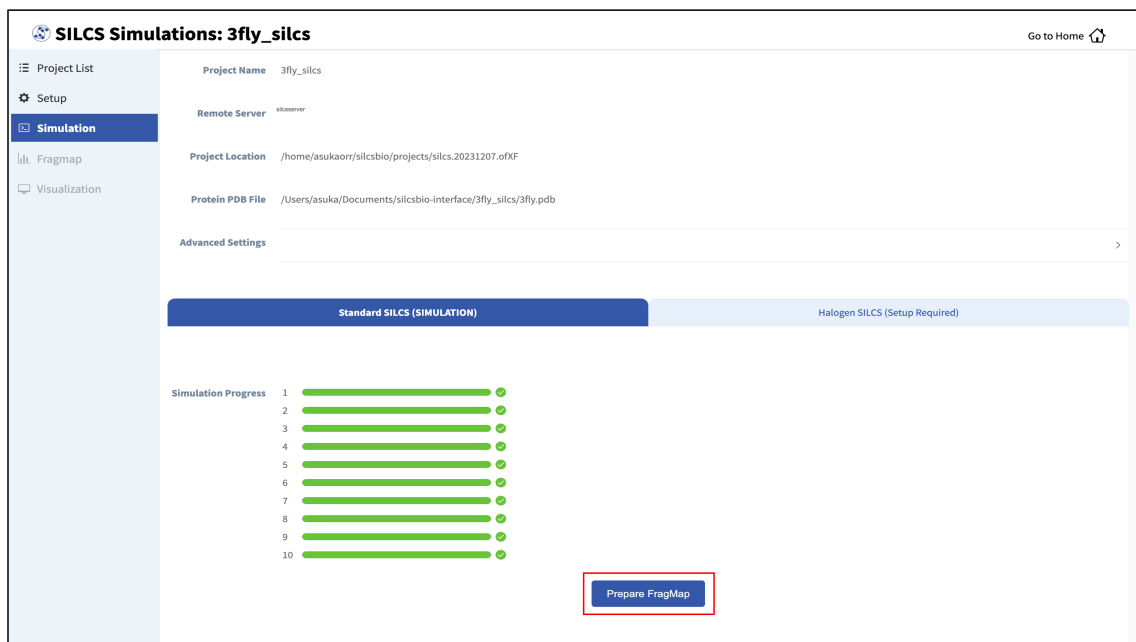 SILCS Simulations: 3fly_silcs
Go to Home
Project List
Setup
Simulation
Fragmap
Visualization
Project Name 3fly_silcs
Remote Server silcsserver
Project Location /home/asukaorr/silcsbio/projects/silcs.20231207.ofXF
Protein PDB File /Users/asuka/Documents/silcsbio-interface/3fly_silcs/3fly.pdb
Advanced Settings
Standard SILCS (SIMULATION)
Halogen SILCS (Setup Required)
Simulation Progress 1
2
3
4
5
6
7
8
9
10
Prepare FragMap